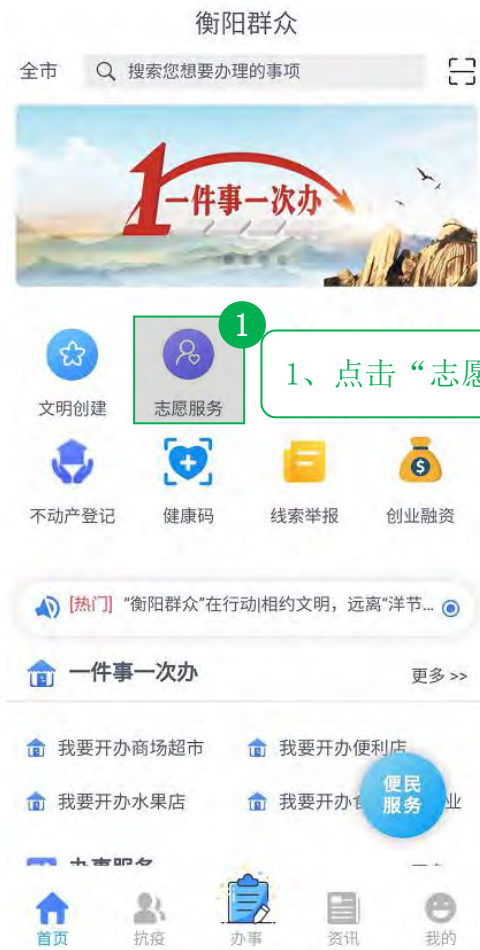 衡阳群众
全市 搜索您想要办理的事项
1一件事一次办
1
1、点击“志愿
文明创建 志愿服务
不动产登记 健康码 线索举报 创业融资
[热门] “衡阳群众”在行动|相约文明，远离“洋节...
一件事一次办 更多 >>
我要开办商场超市 我要开办便利店
我要开办水果店 我要开办 业
便民
服务
办事服务
首页 抗疫 办事 资讯 我的